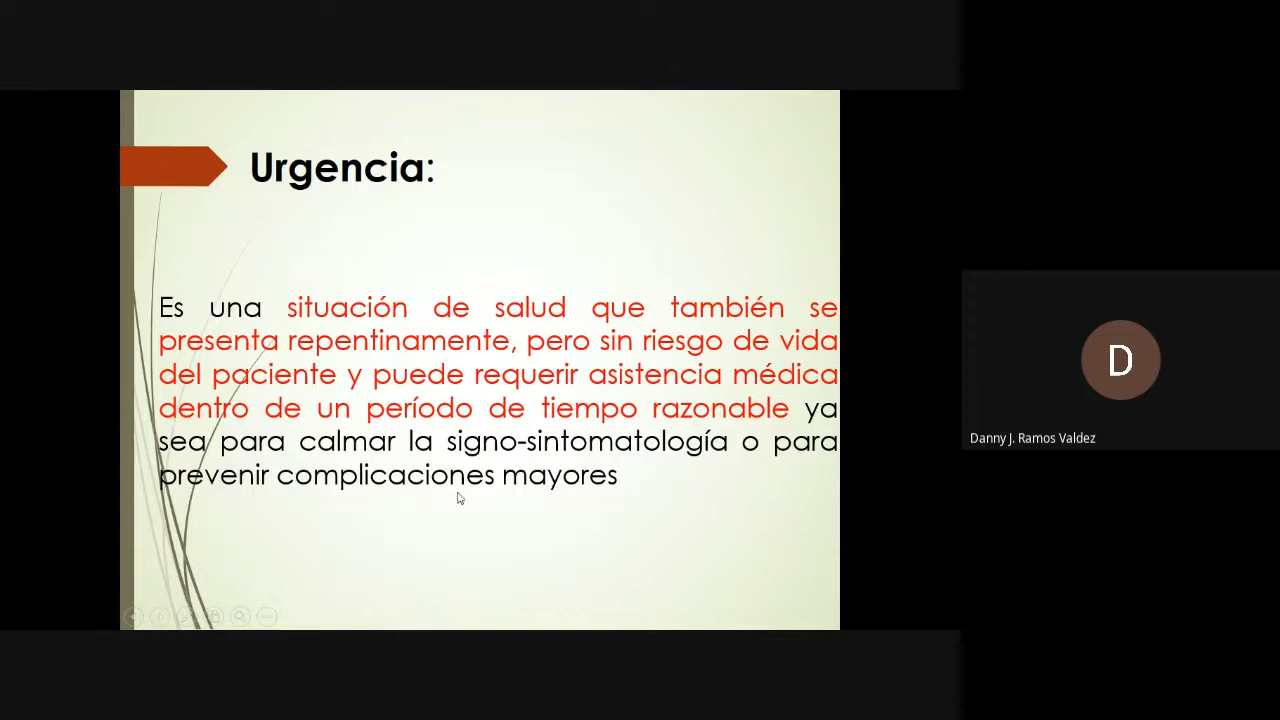 Urgencia:
Es una situación de salud que también se
presenta repentinamente, pero sin riesgo de vida
del paciente y puede requerir asistencia médica
dentro de un período de tiempo razonable ya
sea para calmar la signo-sintomatología o para
prevenir complicaciones mayores
D
Danny J. Ramos Valdez